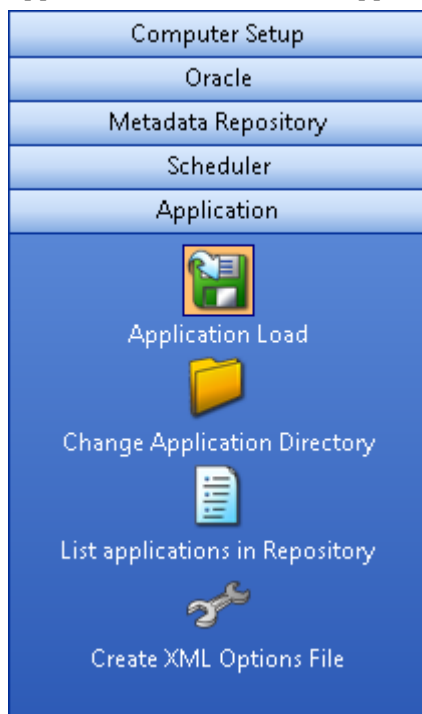 Computer Setup
Oracle
Metadata Repository
Scheduler
Application
Application Load
Change Application Directory
List applications in Repository
Create XML Options File